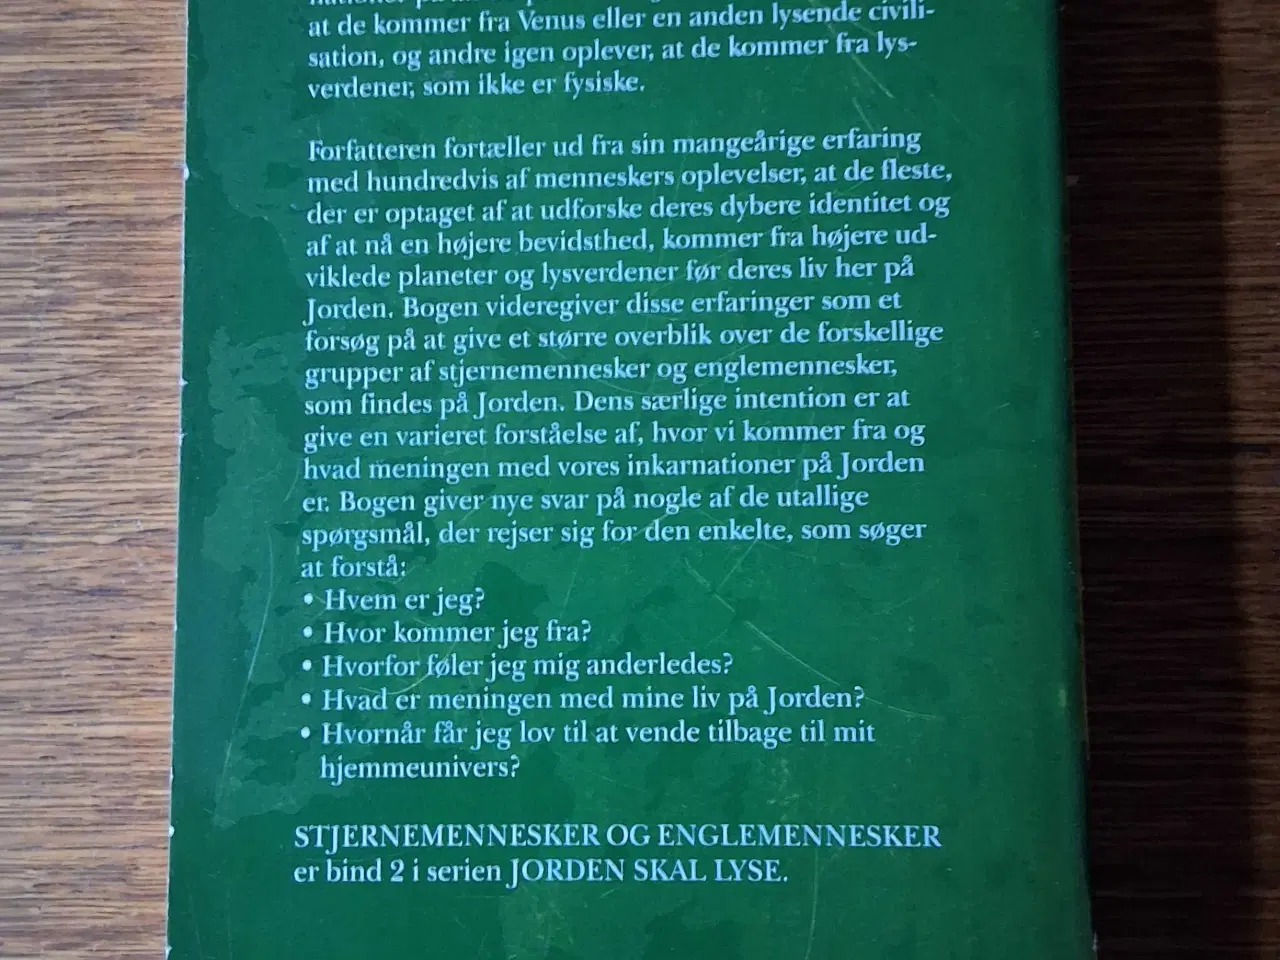 at de kommer fra Venus eller en anden lysende civili-
sation, og andre igen oplever, at de kommer fra lys-
verdener, som ikke er fysiske.
Forfatteren fortæller ud fra sin mangeårige erfaring
med hundredvis af menneskers oplevelser, at de fleste,
der er optaget af at udforske deres dybere identitet og
af at nå en højere bevidsthed, kommer fra højere ud-
viklede planeter og lysverdener før deres liv her på
Jorden. Bogen videregiver disse erfaringer som et
forsøg på at give et større overblik over de forskellige
grupper af stjernemennesker og englemennesker,
som findes på Jorden. Dens særlige intention er at
give en varieret forståelse af, hvor vi kommer fra og
hvad meningen med vores inkarnationer på Jorden
er. Bogen giver nye svar på nogle af de utallige
spørgsmål, der rejser sig for den enkelte, som søger
at forstå:
• Hvem er jeg?
• Hvor kommer jeg fra?
• Hvorfor føler jeg mig anderledes?
• Hvad er meningen med mine liv på Jorden?
• Hvornår får jeg lov til at vende tilbage til mit
hjemmeunivers?
STJERNEMENNESKER OG ENGLEMENNESKER
er bind 2 i serien JORDEN SKAL LYSE.